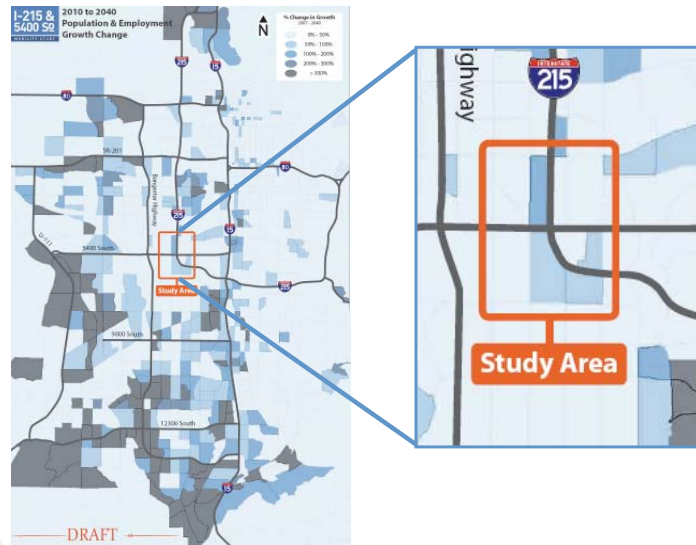 I-215 &
5400 SO
MOBILITY STUDY
2010 to 2040
Population & Employment
Growth Change
N
% Change in Growth
0% - 50%
50% - 100%
100% - 200%
200% - 300%
> 300%
215
15
80
SR-201
80
Bangerter Highway
215
15
U-111
5400 South
215
Study Area
9000 South
12300 South
15
DRAFT
ighway
INTERSTATE
215
Study Area